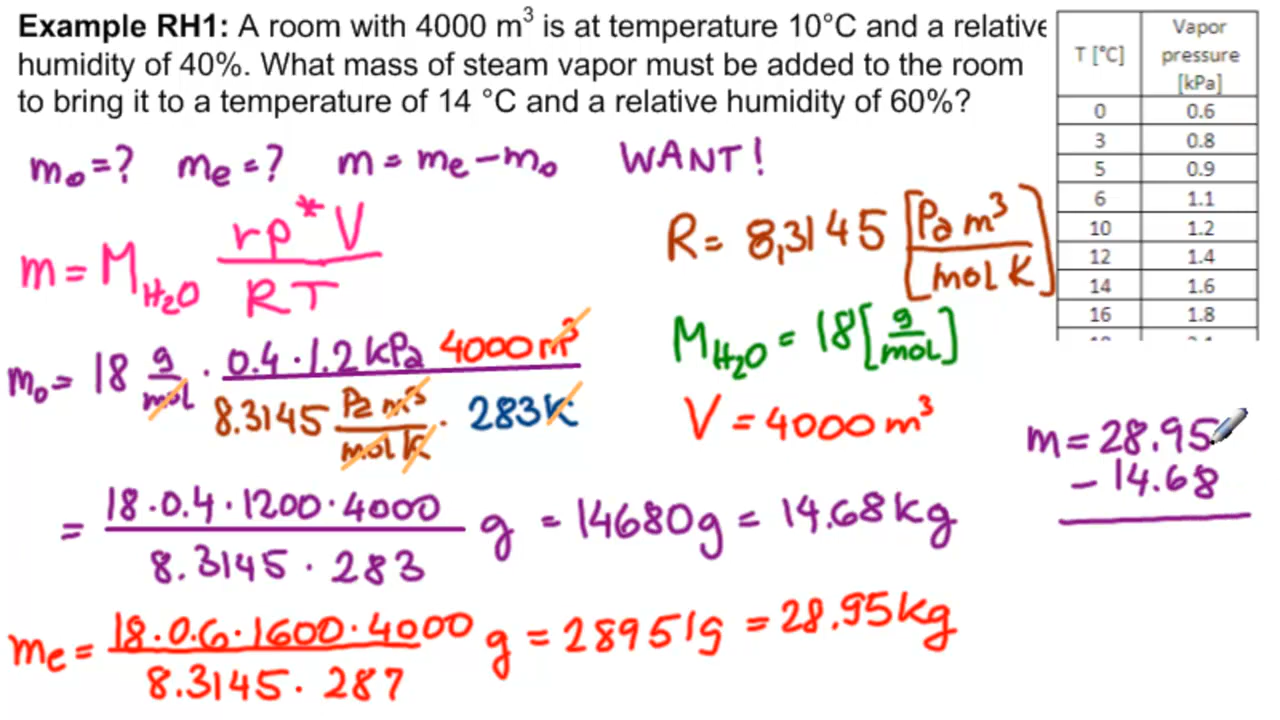 Example RH1: A room with 4000 m³ is at temperature 10°C and a relative
humidity of 40%. What mass of steam vapor must be added to the room
to bring it to a temperature of 14 °C and a relative humidity of 60%?
T [°C] Vapor pressure [kPa]
0 0.6
3 0.8
5 0.9
6 1.1
10 1.2
12 1.4
14 1.6
16 1.8
m₀=? mₑ=? m = mₑ - m₀ WANT!
m = M_H₂O rp*V / RT
R = 8,3145 [Pa m³ / mol K]
M_H₂O = 18 [g/mol]
V = 4000 m³
m₀ = 18 g/mol · 0.4 · 1.2 kPa 4000 m³ / 8.3145 Pa m³/mol K · 283 K
= 18 · 0.4 · 1200 · 4000 / 8.3145 · 283 g = 14680g = 14.68 kg
mₑ = 18 · 0.6 · 1600 · 4000 / 8.3145 · 287 g = 28951g = 28.95 kg
m = 28.95
- 14.68